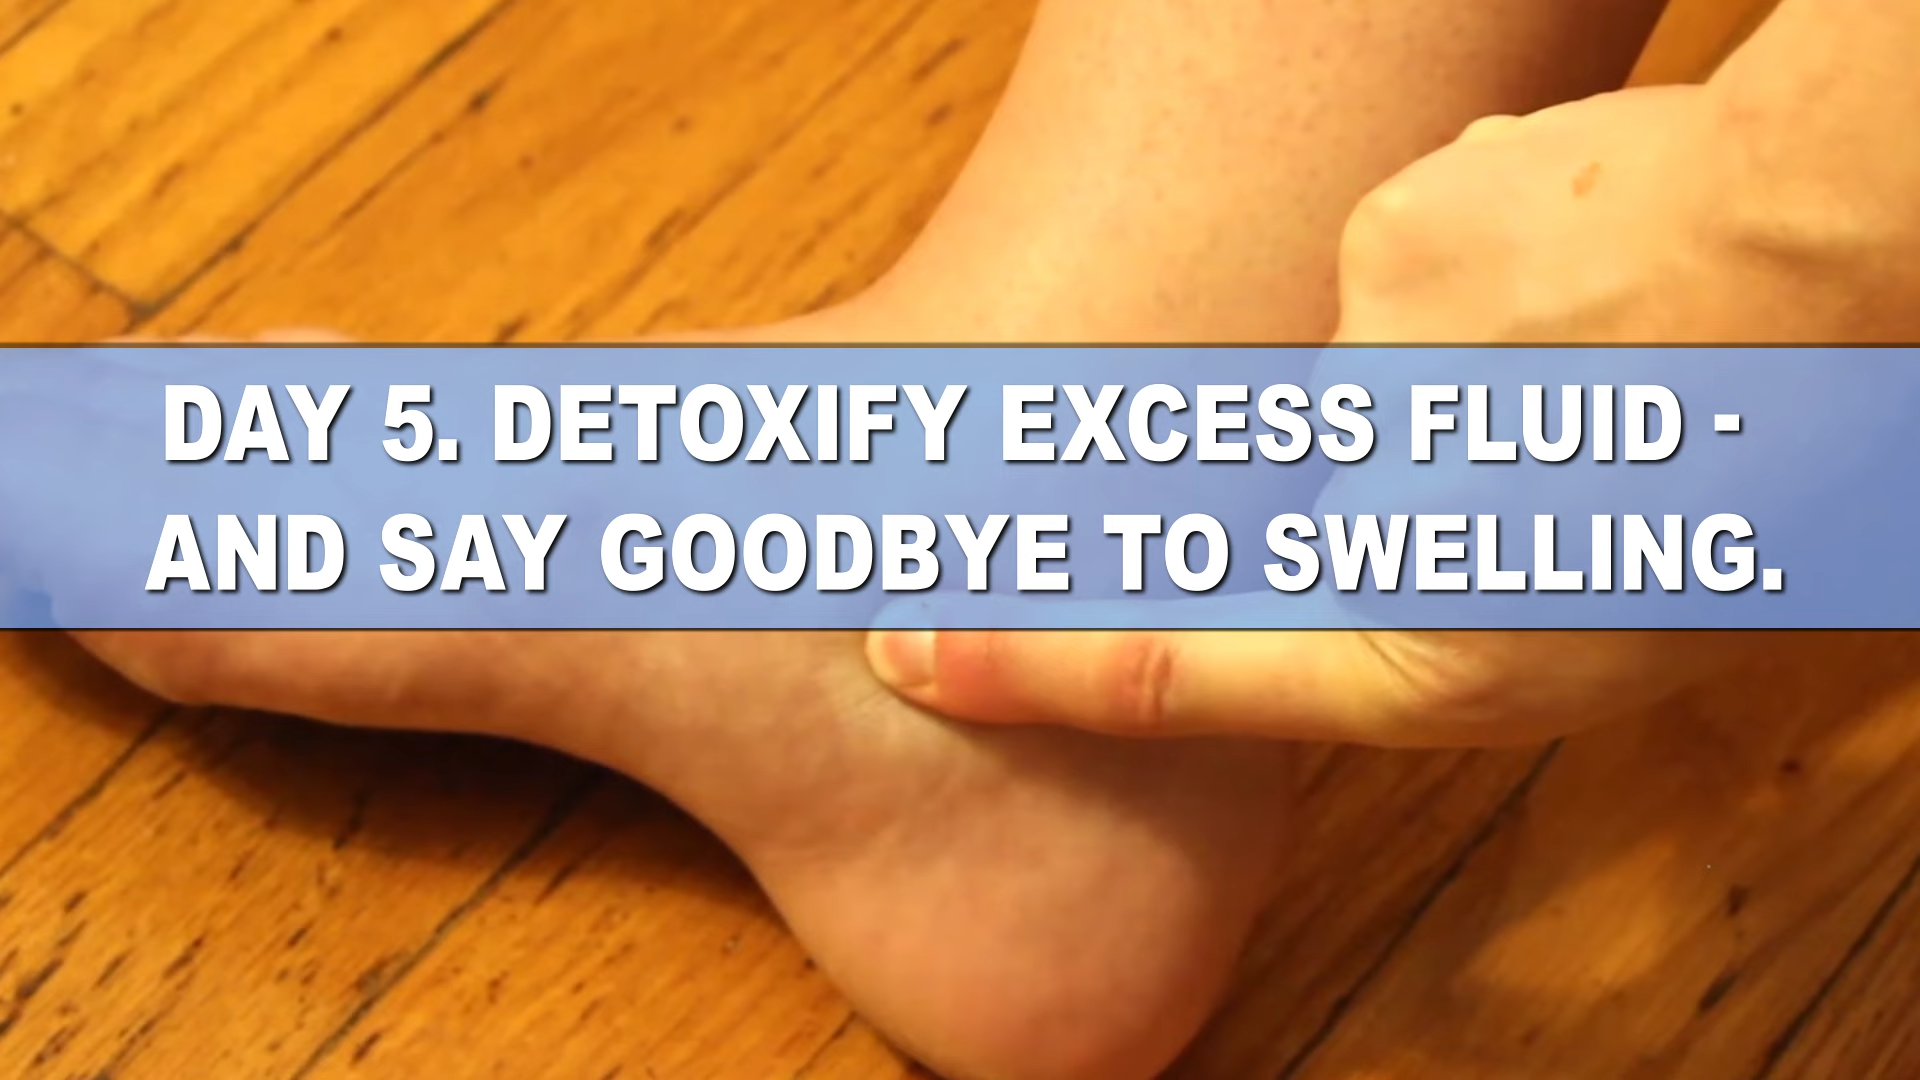 DAY 5. DETOXIFY EXCESS FLUID -
AND SAY GOODBYE TO SWELLING.